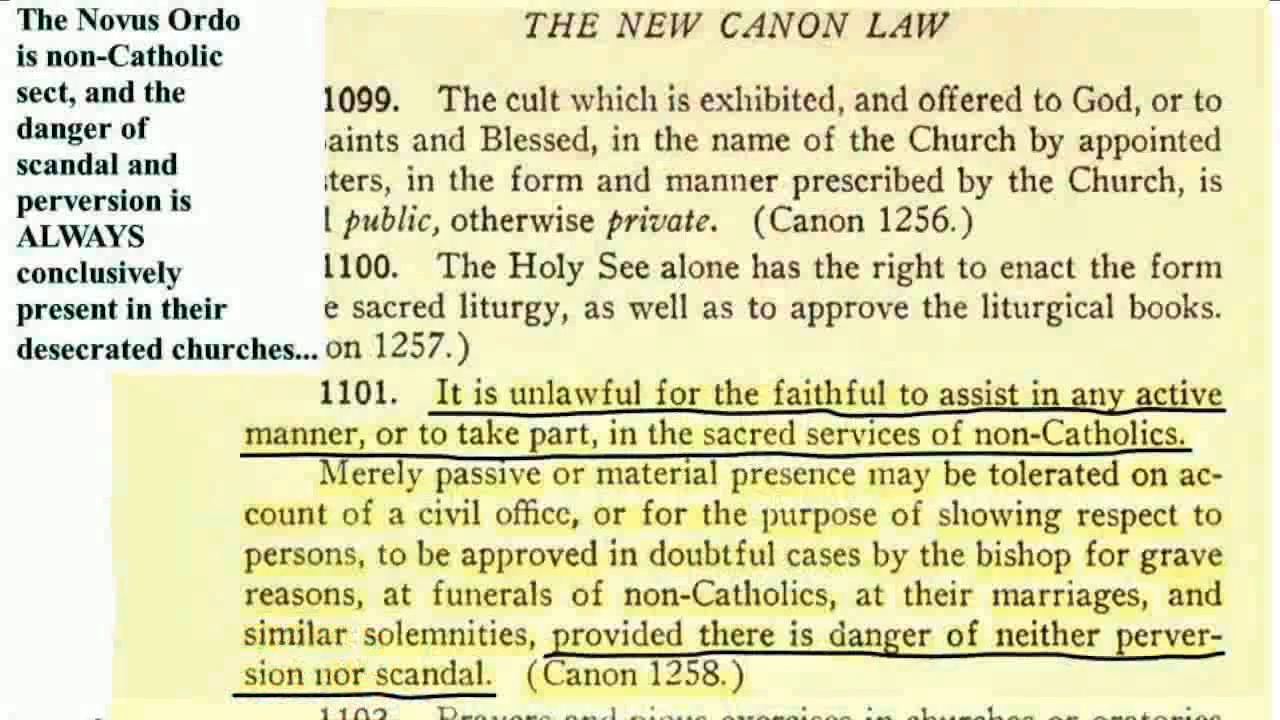 The Novus Ordo
is non-Catholic
sect, and the
danger of
scandal and
perversion is
ALWAYS
conclusively
present in their
desecrated churches...
THE NEW CANON LAW
1099. The cult which is exhibited, and offered to God, or to
aints and Blessed, in the name of the Church by appointed
sters, in the form and manner prescribed by the Church, is
l public, otherwise private. (Canon 1256.)
1100. The Holy See alone has the right to enact the form
e sacred liturgy, as well as to approve the liturgical books.
on 1257.)
1101. It is unlawful for the faithful to assist in any active
manner, or to take part, in the sacred services of non-Catholics.
Merely passive or material presence may be tolerated on ac-
count of a civil office, or for the purpose of showing respect to
persons, to be approved in doubtful cases by the bishop for grave
reasons, at funerals of non-Catholics, at their marriages, and
similar solemnities, provided there is danger of neither perver-
sion nor scandal. (Canon 1258.)
1102. Prayers and pious exercises in churches or oratories